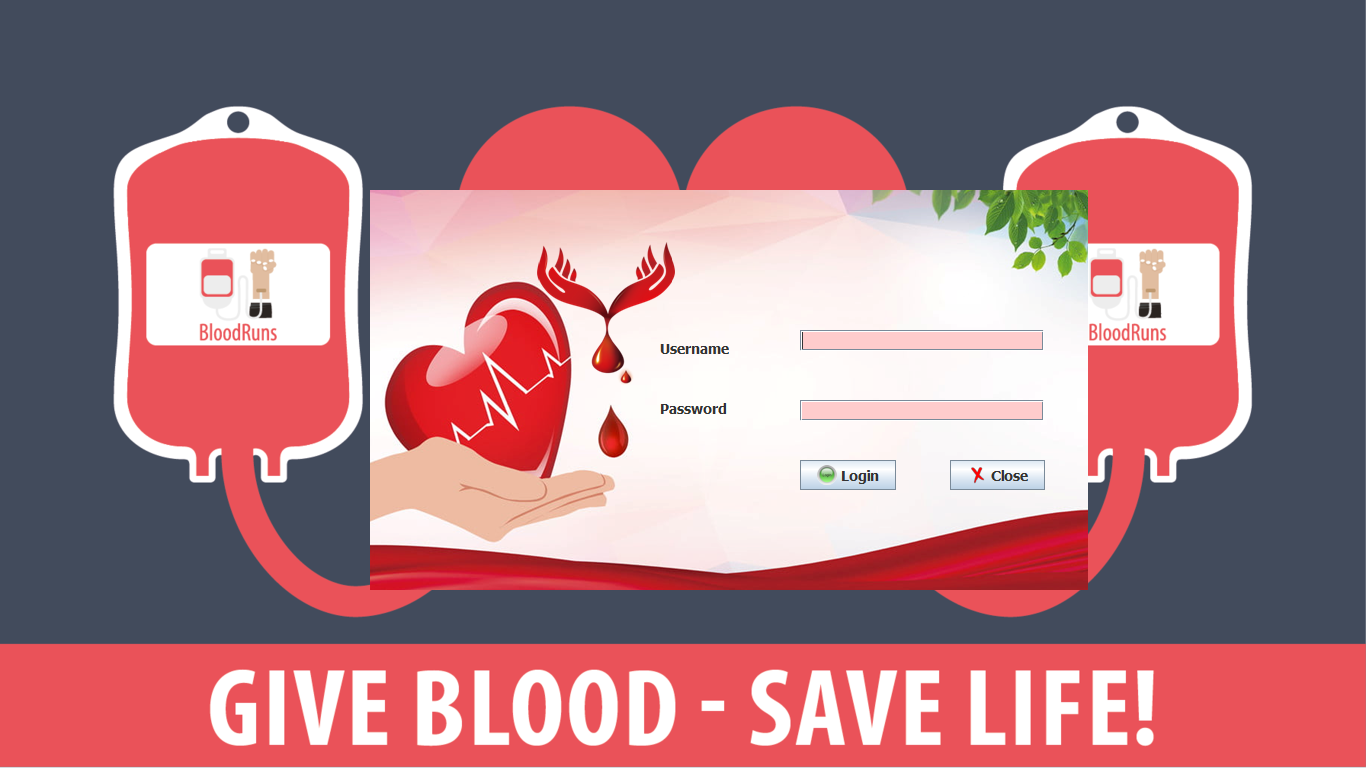 BloodRuns
BloodRuns
Username
Password
Login
Close
GIVE BLOOD - SAVE LIFE!